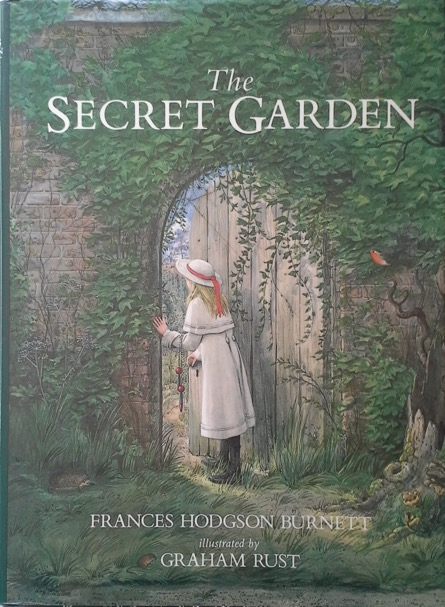 The
SECRET GARDEN
FRANCES HODGSON BURNETT
illustrated by
GRAHAM RUST